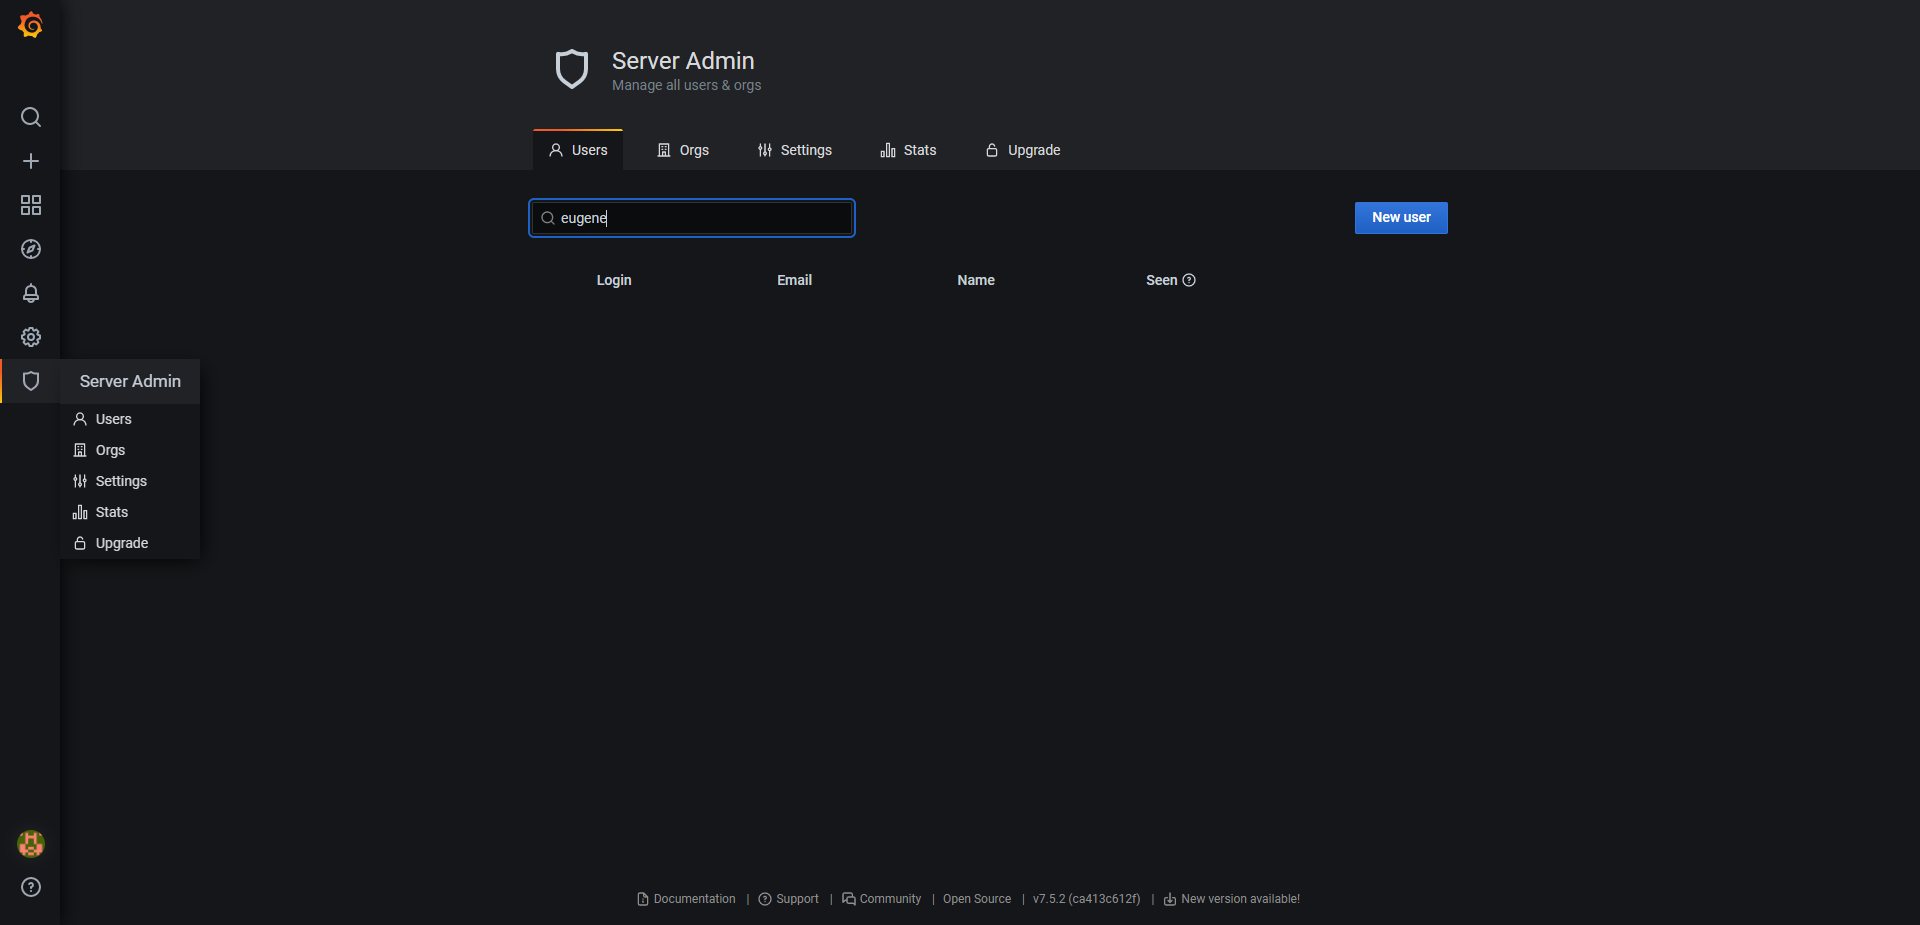 Server Admin
Manage all users & orgs
Users
Orgs
Settings
Stats
Upgrade
eugene
New user
Login
Email
Name
Seen
Server Admin
Users
Orgs
Settings
Stats
Upgrade
Documentation | Support | Community | Open Source | v7.5.2 (ca413c612f) | New version available!